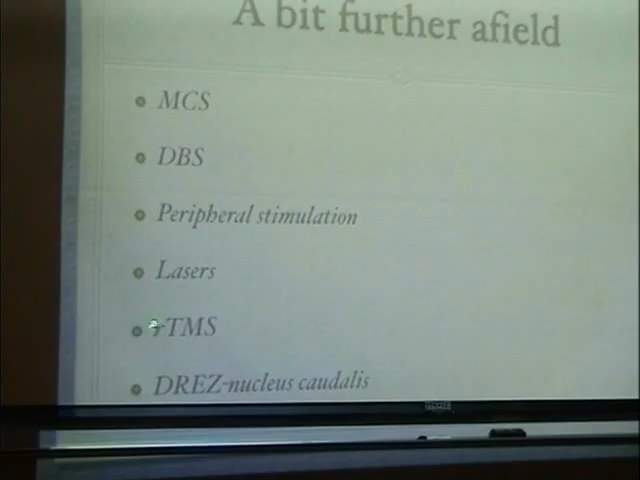 A bit further afield
MCS
DBS
Peripheral stimulation
Lasers
rTMS
DREZ-nucleus caudalis